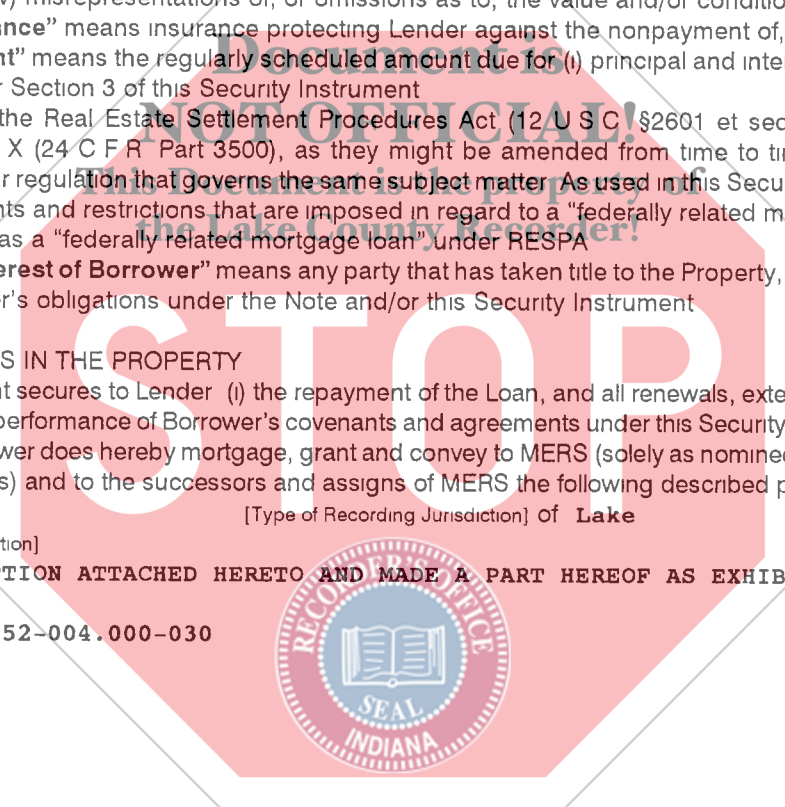 v) misrepresentations of, or omissions as to, the value and/or conditio
ance” means insurance protecting Lender against the nonpayment of,
nt” means the regularly scheduled amount due for (i) principal and inte
r Section 3 of this Security Instrument
the Real Estate Settlement Procedures Act (12 U S C §2601 et seq
X (24 C F R Part 3500), as they might be amended from time to ti
r regulation that governs the same subject matter As used in this Secu
nts and restrictions that are imposed in regard to a “federally related m
as a “federally related mortgage loan” under RESPA
erest of Borrower” means any party that has taken title to the Property,
r’s obligations under the Note and/or this Security Instrument
S IN THE PROPERTY
nt secures to Lender (i) the repayment of the Loan, and all renewals, exte
performance of Borrower’s covenants and agreements under this Security
wer does hereby mortgage, grant and convey to MERS (solely as nomine
s) and to the successors and assigns of MERS the following described p
[Type of Recording Jurisdiction] of Lake
tion]
TION ATTACHED HERETO AND MADE A PART HEREOF AS EXHIB
52-004.000-030
Document is
NOT OFFICIAL!
This Document is the property of
the Lake County Recorder!
STOP
RECORDER'S OFFICE
SEAL
INDIANA